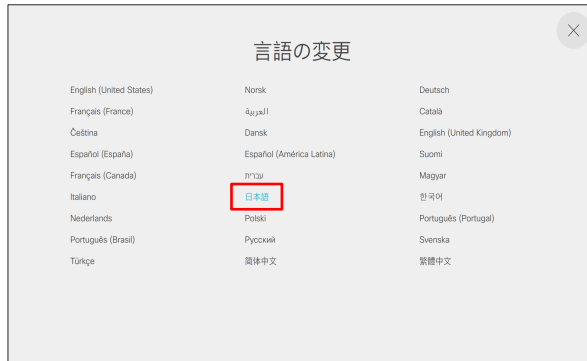 言語の変更
English (United States) Norsk Deutsch
Français (France) العربية Català
Čeština Dansk English (United Kingdom)
Español (España) Español (América Latina) Suomi
Français (Canada) עברית Magyar
Italiano 日本語 한국어
Nederlands Polski Português (Portugal)
Português (Brasil) Русский Svenska
Türkçe 简体中文 繁體中文